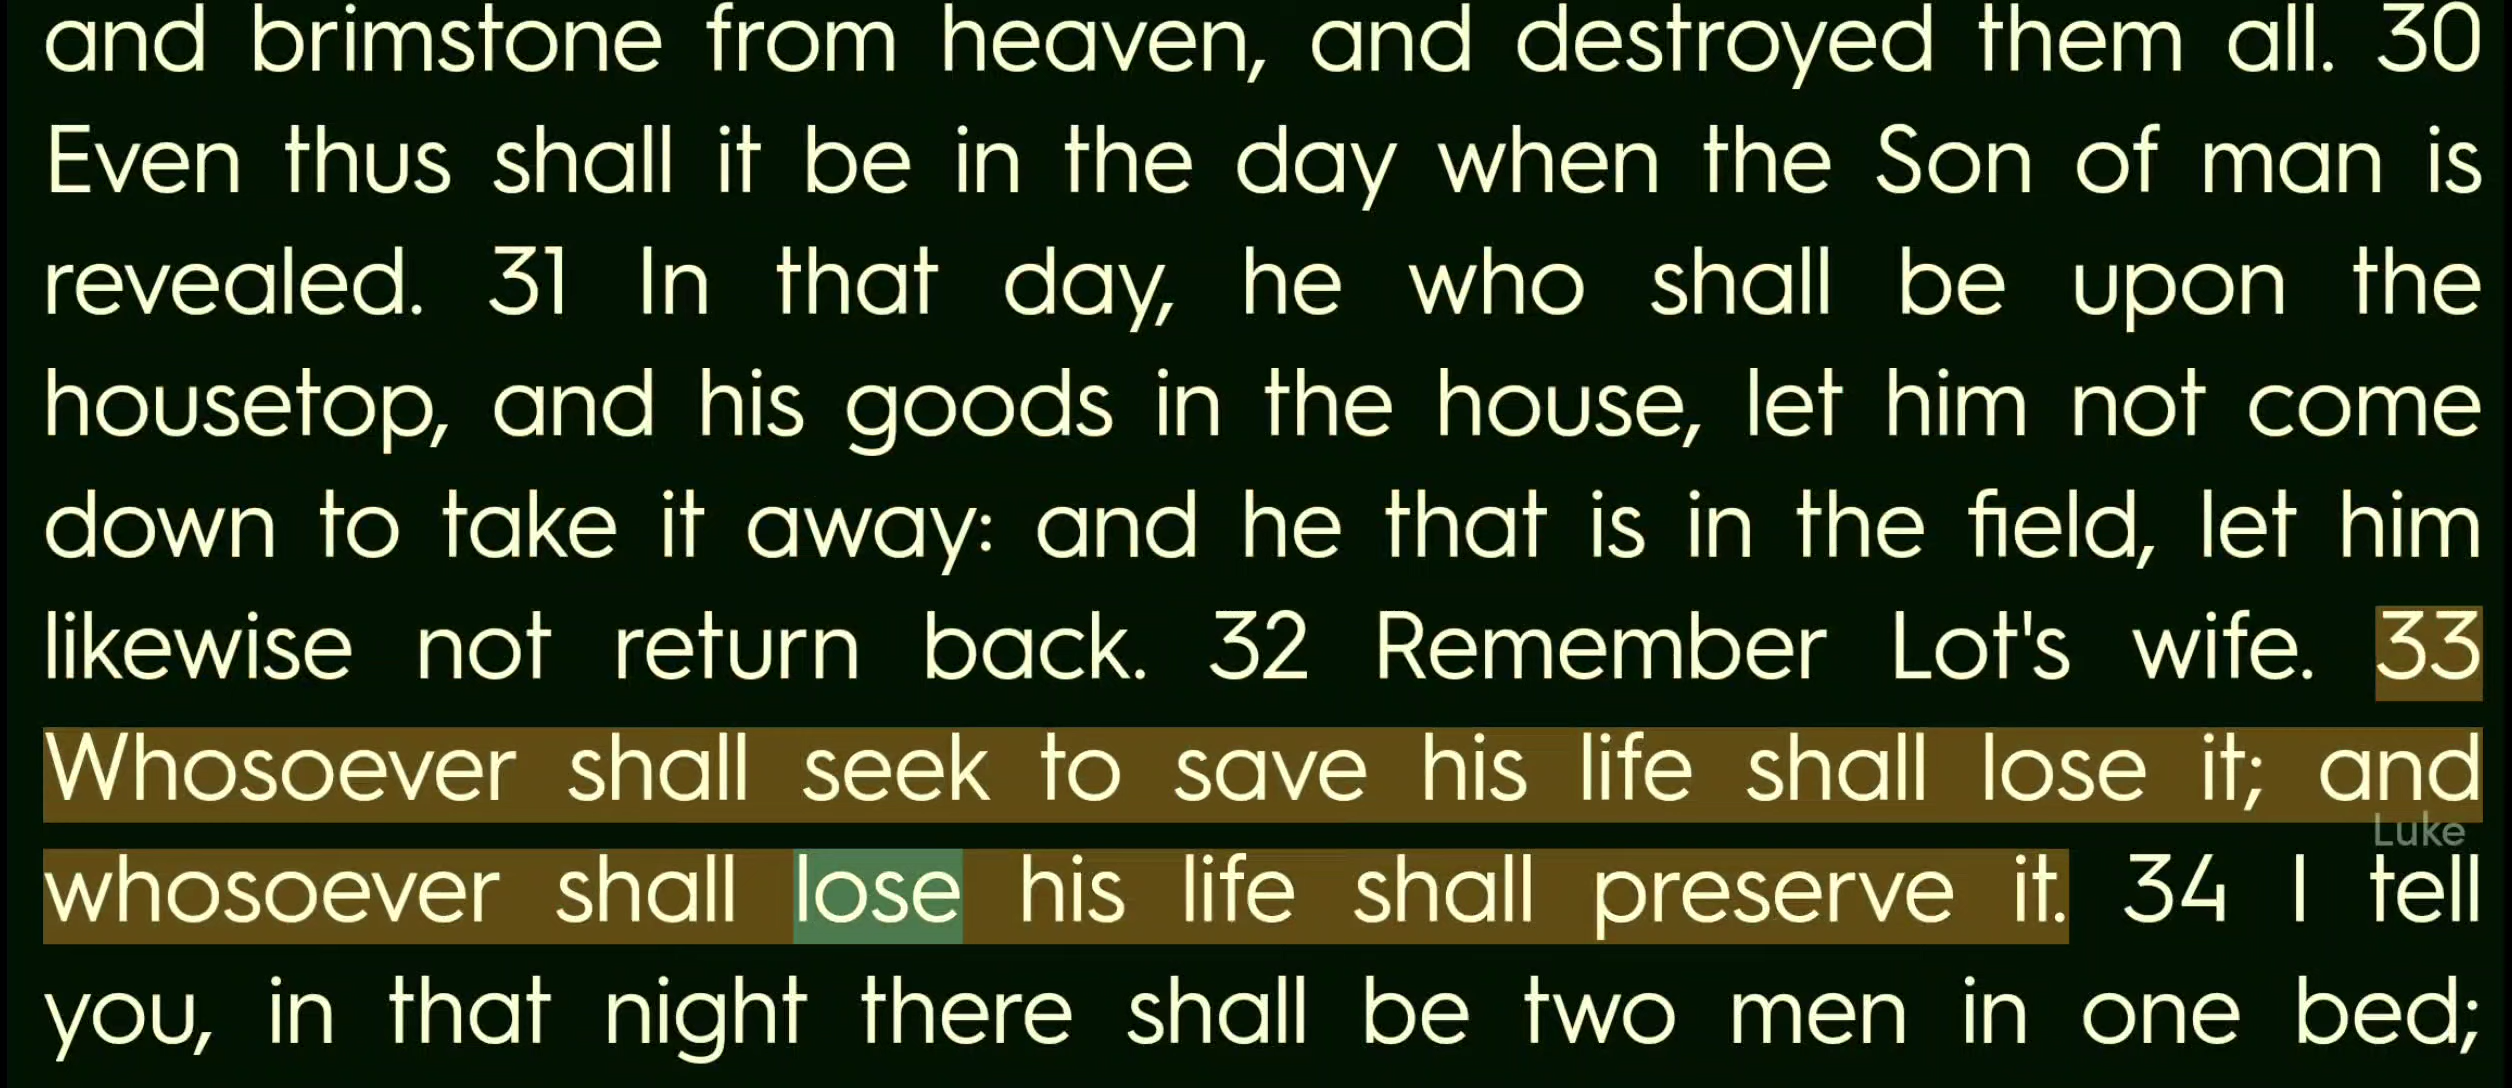 and brimstone from heaven, and destroyed them all. 30
Even thus shall it be in the day when the Son of man is
revealed. 31 In that day, he who shall be upon the
housetop, and his goods in the house, let him not come
down to take it away: and he that is in the field, let him
likewise not return back. 32 Remember Lot's wife. 33
Whosoever shall seek to save his life shall lose it; and
Luke
whosoever shall lose his life shall preserve it. 34 I tell
you, in that night there shall be two men in one bed;